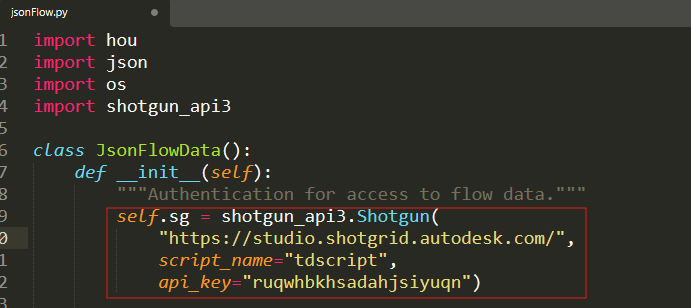 jsonFlow.py
1 import hou
2 import json
3 import os
4 import shotgun_api3
5
6 class JsonFlowData():
7 def __init__(self):
8 """Authentication for access to flow data."""
9 self.sg = shotgun_api3.Shotgun(
0 "https://studio.shotgrid.autodesk.com/",
1 script_name="tdscript",
2 api_key="ruqwhbkhsadahjsiyuqn")